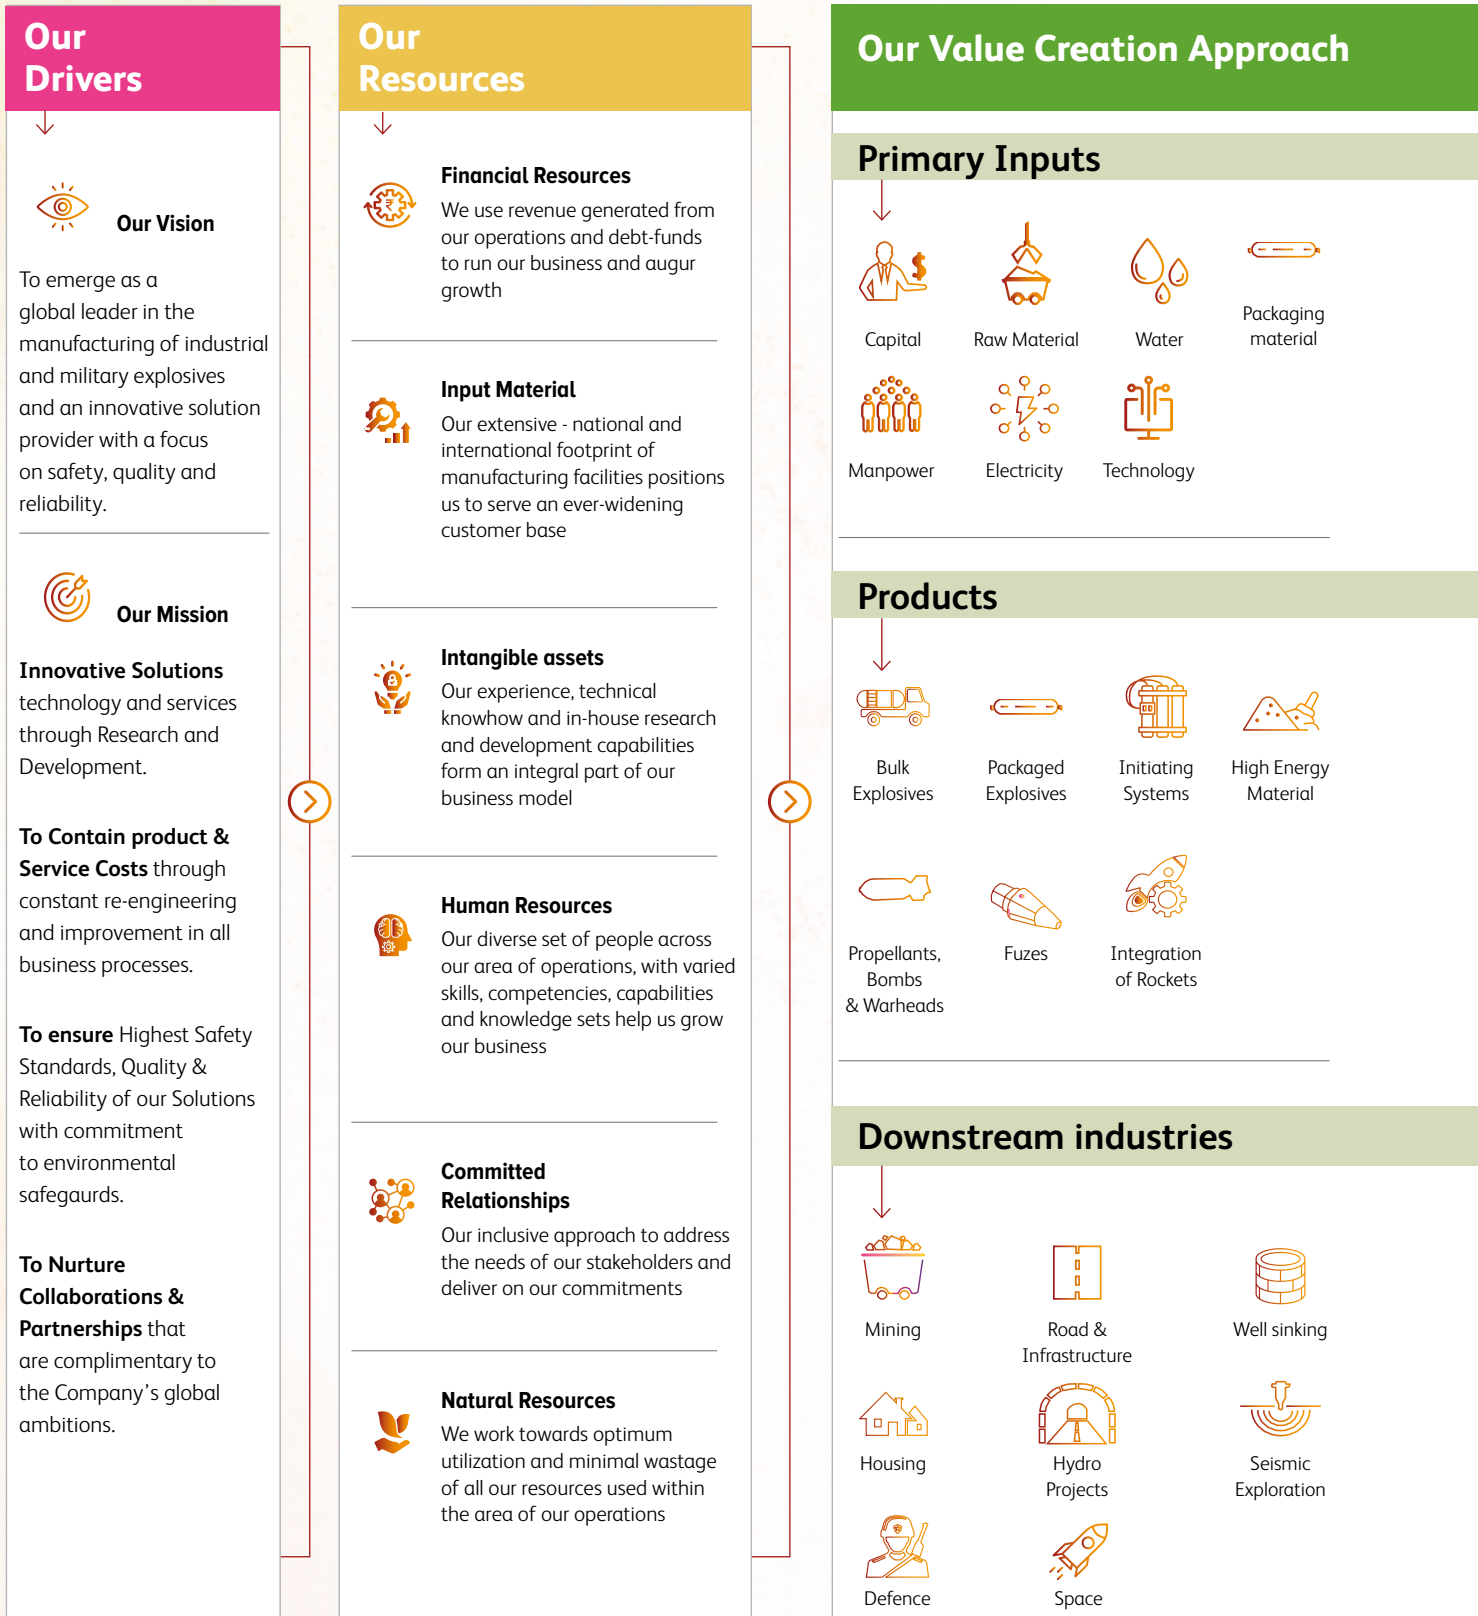 Our
Drivers
Our Vision
To emerge as a
global leader in the
manufacturing of industrial
and military explosives
and an innovative solution
provider with a focus
on safety, quality and
reliability.
Our Mission
Innovative Solutions
technology and services
through Research and
Development.
To Contain product &
Service Costs through
constant re-engineering
and improvement in all
business processes.
To ensure Highest Safety
Standards, Quality &
Reliability of our Solutions
with commitment
to environmental
safegaurds.
To Nurture
Collaborations &
Partnerships that
are complimentary to
the Company's global
ambitions.
Our
Resources
Financial Resources
We use revenue generated from
our operations and debt-funds
to run our business and augur
growth
Input Material
Our extensive - national and
international footprint of
manufacturing facilities positions
us to serve an ever-widening
customer base
Intangible assets
Our experience, technical
knowhow and in-house research
and development capabilities
form an integral part of our
business model
Human Resources
Our diverse set of people across
our area of operations, with varied
skills, competencies, capabilities
and knowledge sets help us grow
our business
Committed
Relationships
Our inclusive approach to address
the needs of our stakeholders and
deliver on our commitments
Natural Resources
We work towards optimum
utilization and minimal wastage
of all our resources used within
the area of our operations
Our Value Creation Approach
Primary Inputs
Capital
Raw Material
Water
Packaging
material
Manpower
Electricity
Technology
Products
Bulk
Explosives
Packaged
Explosives
Initiating
Systems
High Energy
Material
Propellants,
Bombs
& Warheads
Fuzes
Integration
of Rockets
Downstream industries
Mining
Road &
Infrastructure
Well sinking
Housing
Hydro
Projects
Seismic
Exploration
Defence
Space